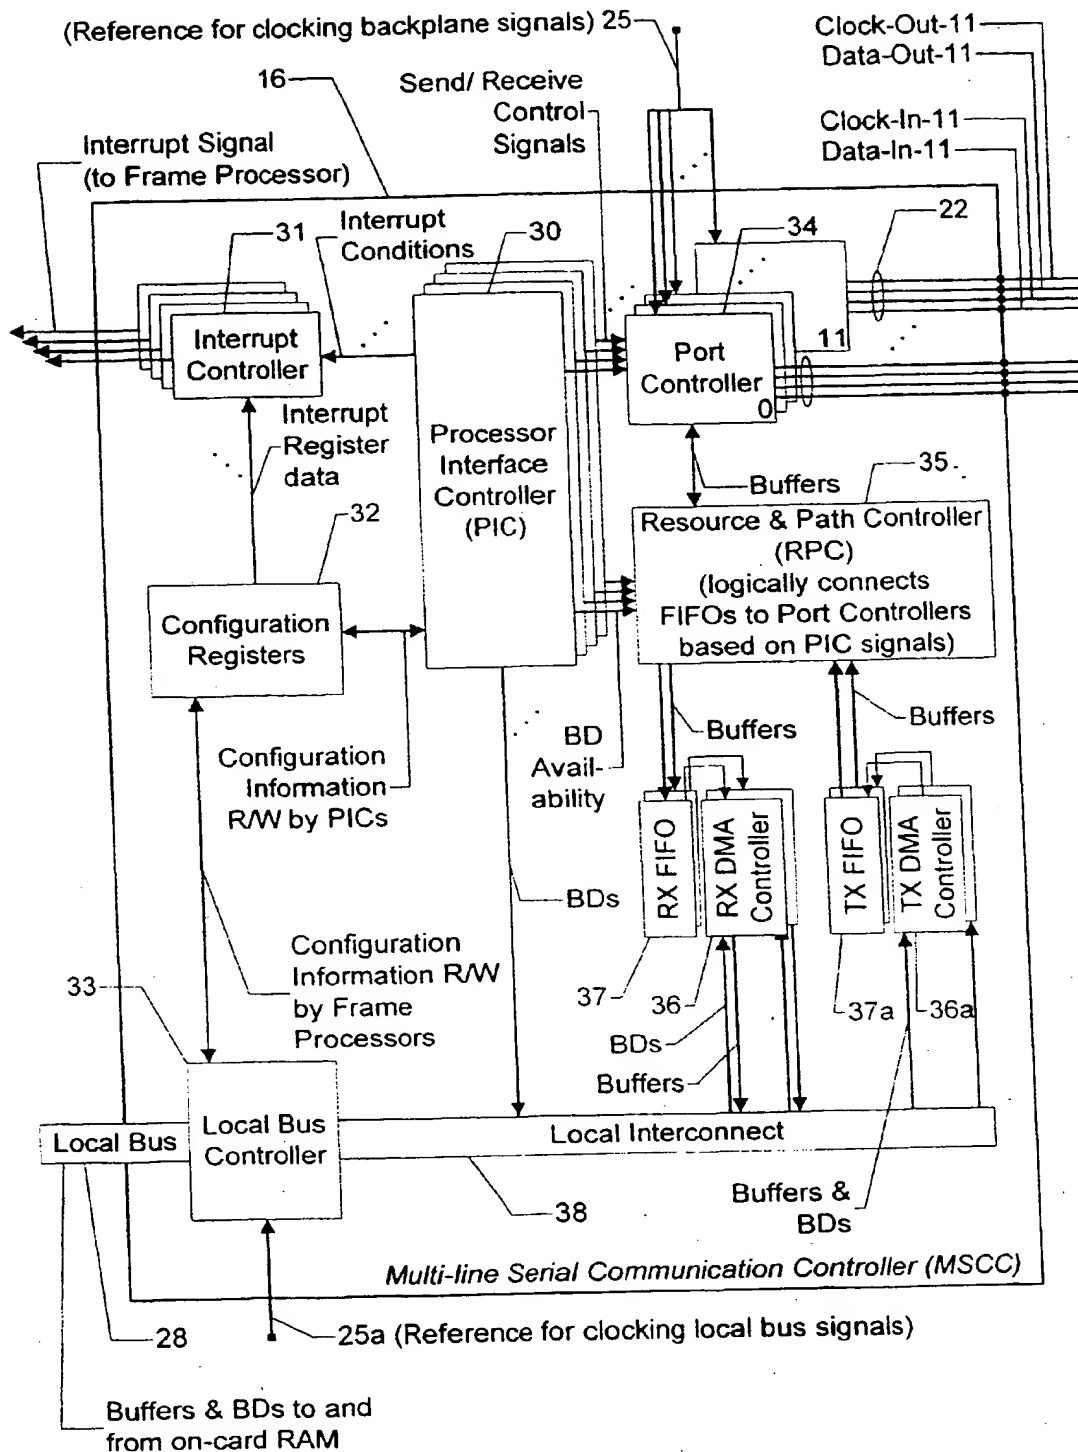 (Reference for clocking backplane signals) 25
Clock-Out-11
Data-Out-11
16
Send/ Receive
Control
Signals
Clock-In-11
Data-In-11
Interrupt Signal
(to Frame Processor)
31
Interrupt
Conditions
30
34
22
Interrupt
Controller
Port
Controller
11
0
Interrupt
Register
data
Processor
Interface
Controller
(PIC)
Buffers
35
32
Resource & Path Controller
(RPC)
(logically connects
FIFOs to Port Controllers
based on PIC signals)
Configuration
Registers
Buffers
Buffers
Configuration
Information
R/W by PICs
BD
Avail-
ability
RX FIFO
RX DMA
Controller
TX FIFO
TX DMA
Controller
BDs
Configuration
Information R/W
by Frame
Processors
33
37
36
37a
36a
BDs
Buffers
Local Bus
Local Bus
Controller
Local Interconnect
38
Buffers &
BDs
Multi-line Serial Communication Controller (MSCC)
28
25a (Reference for clocking local bus signals)
Buffers & BDs to and
from on-card RAM